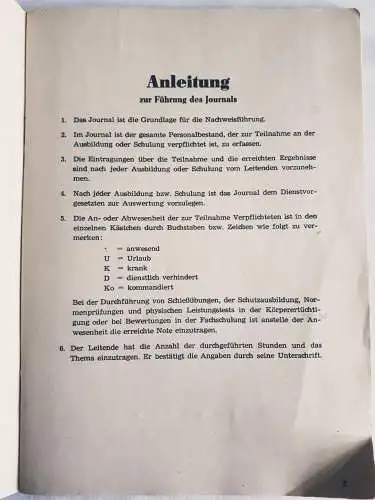 Anleitung
zur Führung des Journals
1. Das Journal ist die Grundlage für die Nachweisführung.
2. Im Journal ist der gesamte Personalbestand, der zur Teilnahme an der
Ausbildung oder Schulung verpflichtet ist, zu erfassen.
3. Die Eintragungen über die Teilnahme und die erreichten Ergebnisse
sind nach jeder Ausbildung oder Schulung vom Leitenden vorzuneh-
men.
4. Nach jeder Ausbildung bzw. Schulung ist das Journal dem Dienstvor-
gesetzten zur Auswertung vorzulegen.
5. Die An- oder Abwesenheit der zur Teilnahme Verpflichteten ist in den
einzelnen Kästchen durch Buchstaben bzw. Zeichen wie folgt zu ver-
merken:
· = anwesend
U = Urlaub
K = krank
D = dienstlich verhindert
Ko = kommandiert
Bei der Durchführung von Schießübungen, der Schutzausbildung, Nor-
menprüfungen und physischen Leistungstests in der Körperertüchti-
gung oder bei Bewertungen in der Fachschulung ist anstelle der An-
wesenheit die erreichte Note einzutragen.
6. Der Leitende hat die Anzahl der durchgeführten Stunden und das
Thema einzutragen. Er bestätigt die Angaben durch seine Unterschrift.